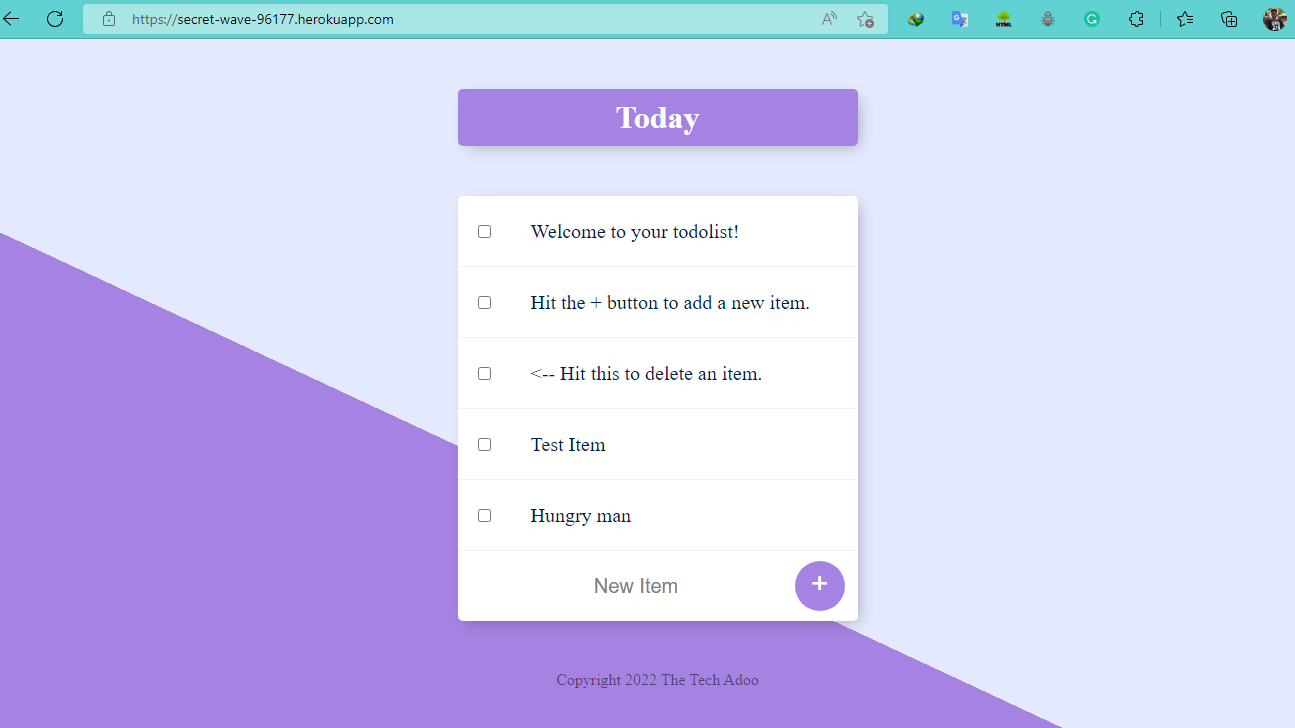 https://secret-wave-96177.herokuapp.com
Today
Welcome to your todolist!
Hit the + button to add a new item.
<-- Hit this to delete an item.
Test Item
Hungry man
New Item
+
Copyright 2022 The Tech Adoo